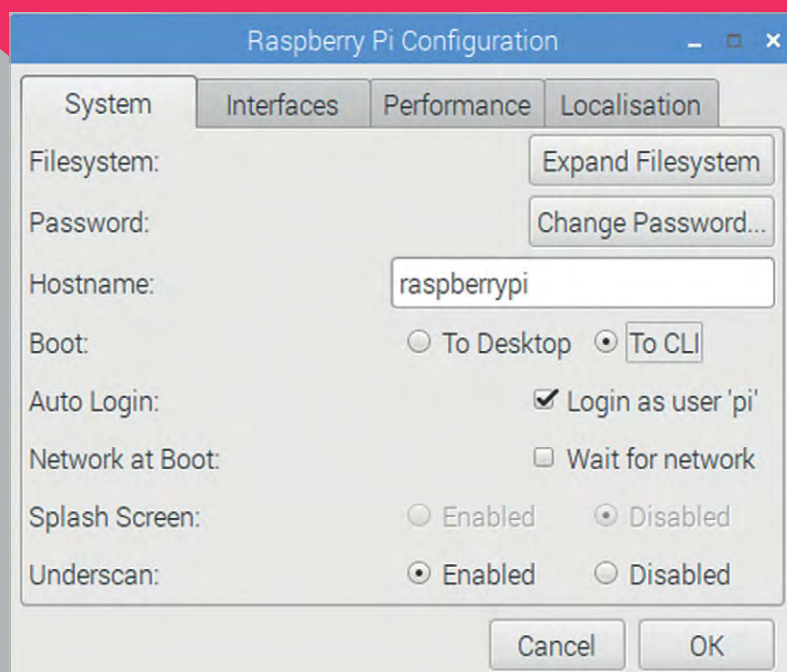 Raspberry Pi Configuration
System Interfaces Performance Localisation
Filesystem: Expand Filesystem
Password: Change Password...
Hostname: raspberrypi
Boot: To Desktop To CLI
Auto Login: Login as user 'pi'
Network at Boot: Wait for network
Splash Screen: Enabled Disabled
Underscan: Enabled Disabled
Cancel OK